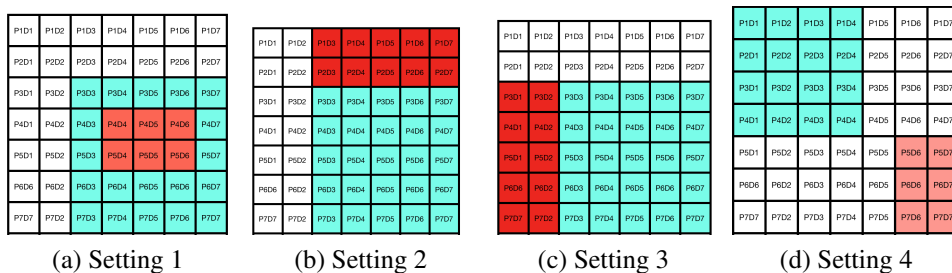 P1D1 P1D2 P1D3 P1D4 P1D5 P1D6 P1D7
P2D1 P2D2 P2D3 P2D4 P2D5 P2D6 P2D7
P3D1 P3D2 P3D3 P3D4 P3D5 P3D6 P3D7
P4D1 P4D2 P4D3 P4D4 P4D5 P4D6 P4D7
P5D1 P5D2 P5D3 P5D4 P5D5 P5D6 P5D7
P6D6 P6D2 P6D3 P6D4 P6D5 P6D6 P6D7
P7D7 P7D2 P7D3 P7D4 P7D5 P7D6 P7D7
(a) Setting 1
P1D1 P1D2 P1D3 P1D4 P1D5 P1D6 P1D7
P2D1 P2D2 P2D3 P2D4 P2D5 P2D6 P2D7
P3D1 P3D2 P3D3 P3D4 P3D5 P3D6 P3D7
P4D1 P4D2 P4D3 P4D4 P4D5 P4D6 P4D7
P5D1 P5D2 P5D3 P5D4 P5D5 P5D6 P5D7
P6D6 P6D2 P6D3 P6D4 P6D5 P6D6 P6D7
P7D7 P7D2 P7D3 P7D4 P7D5 P7D6 P7D7
(b) Setting 2
P1D1 P1D2 P1D3 P1D4 P1D5 P1D6 P1D7
P2D1 P2D2 P2D3 P2D4 P2D5 P2D6 P2D7
P3D1 P3D2 P3D3 P3D4 P3D5 P3D6 P3D7
P4D1 P4D2 P4D3 P4D4 P4D5 P4D6 P4D7
P5D1 P5D2 P5D3 P5D4 P5D5 P5D6 P5D7
P6D6 P6D2 P6D3 P6D4 P6D5 P6D6 P6D7
P7D7 P7D2 P7D3 P7D4 P7D5 P7D6 P7D7
(c) Setting 3
P1D1 P1D2 P1D3 P1D4 P1D5 P1D6 P1D7
P2D1 P2D2 P2D3 P2D4 P2D5 P2D6 P2D7
P3D1 P3D2 P3D3 P3D4 P3D5 P3D6 P3D7
P4D1 P4D2 P4D3 P4D4 P4D5 P4D6 P4D7
P5D1 P5D2 P5D3 P5D4 P5D5 P5D6 P5D7
P6D6 P6D2 P6D3 P6D4 P6D5 P6D6 P6D7
P7D7 P7D2 P7D3 P7D4 P7D5 P7D6 P7D7
(d) Setting 4